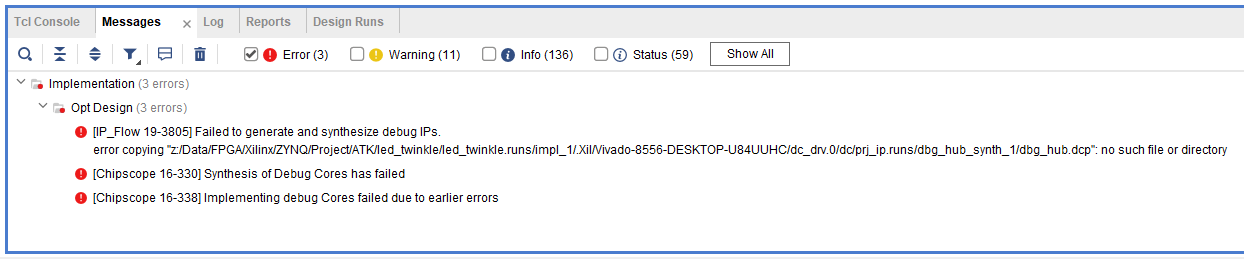 Tcl Console Messages × Log Reports Design Runs
Error (3) Warning (11) Info (136) Status (59) Show All
Implementation (3 errors)
Opt Design (3 errors)
[IP_Flow 19-3805] Failed to generate and synthesize debug IPs.
error copying "z:/Data/FPGA/Xilinx/ZYNQ/Project/ATK/led_twinkle/led_twinkle.runs/impl_1/.Xil/Vivado-8556-DESKTOP-U84UUHC/dc_drv.0/dc/prj_ip.runs/dbg_hub_synth_1/dbg_hub.dcp": no such file or directory
[Chipscope 16-330] Synthesis of Debug Cores has failed
[Chipscope 16-338] Implementing debug Cores failed due to earlier errors